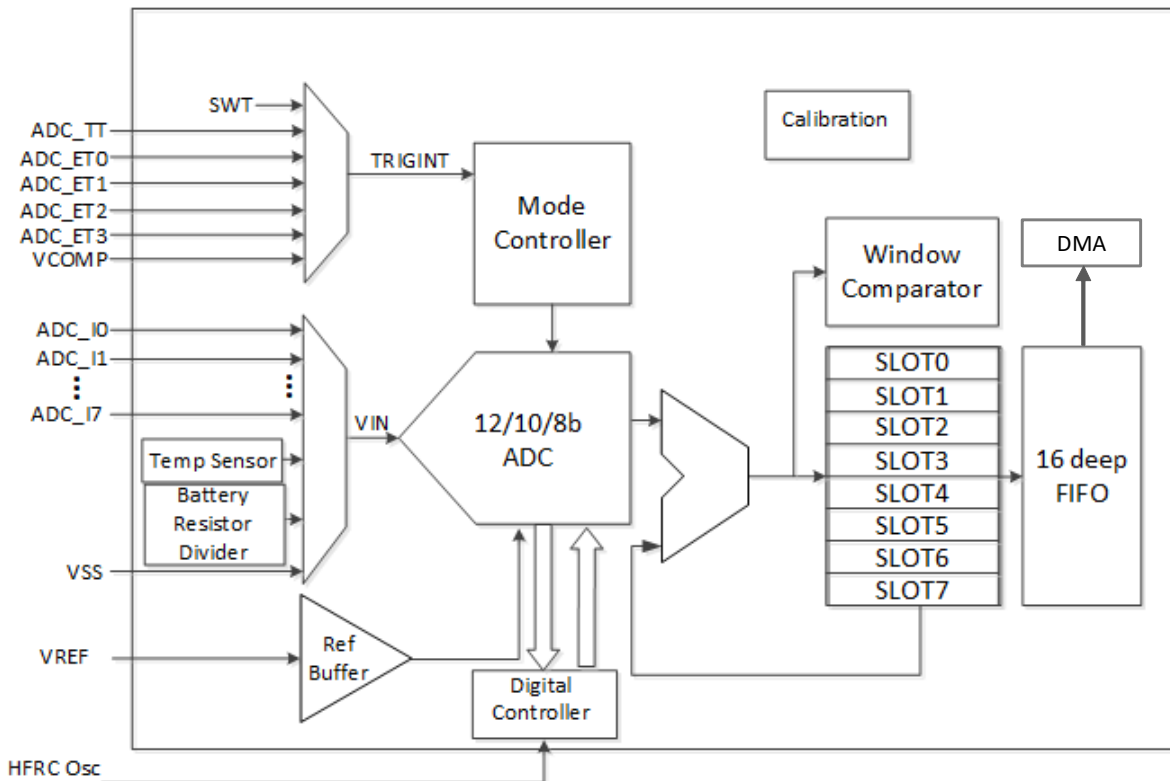 SWT
ADC_TT
ADC_ET0
ADC_ET1
ADC_ET2
ADC_ET3
VCOMP
TRIGINT
Mode
Controller
Calibration
Window
Comparator
DMA
ADC_I0
ADC_I1
ADC_I7
Temp Sensor
Battery
Resistor
Divider
VSS
VIN
12/10/8b
ADC
SLOT0
SLOT1
SLOT2
SLOT3
SLOT4
SLOT5
SLOT6
SLOT7
16 deep
FIFO
VREF
Ref
Buffer
Digital
Controller
HFRC Osc